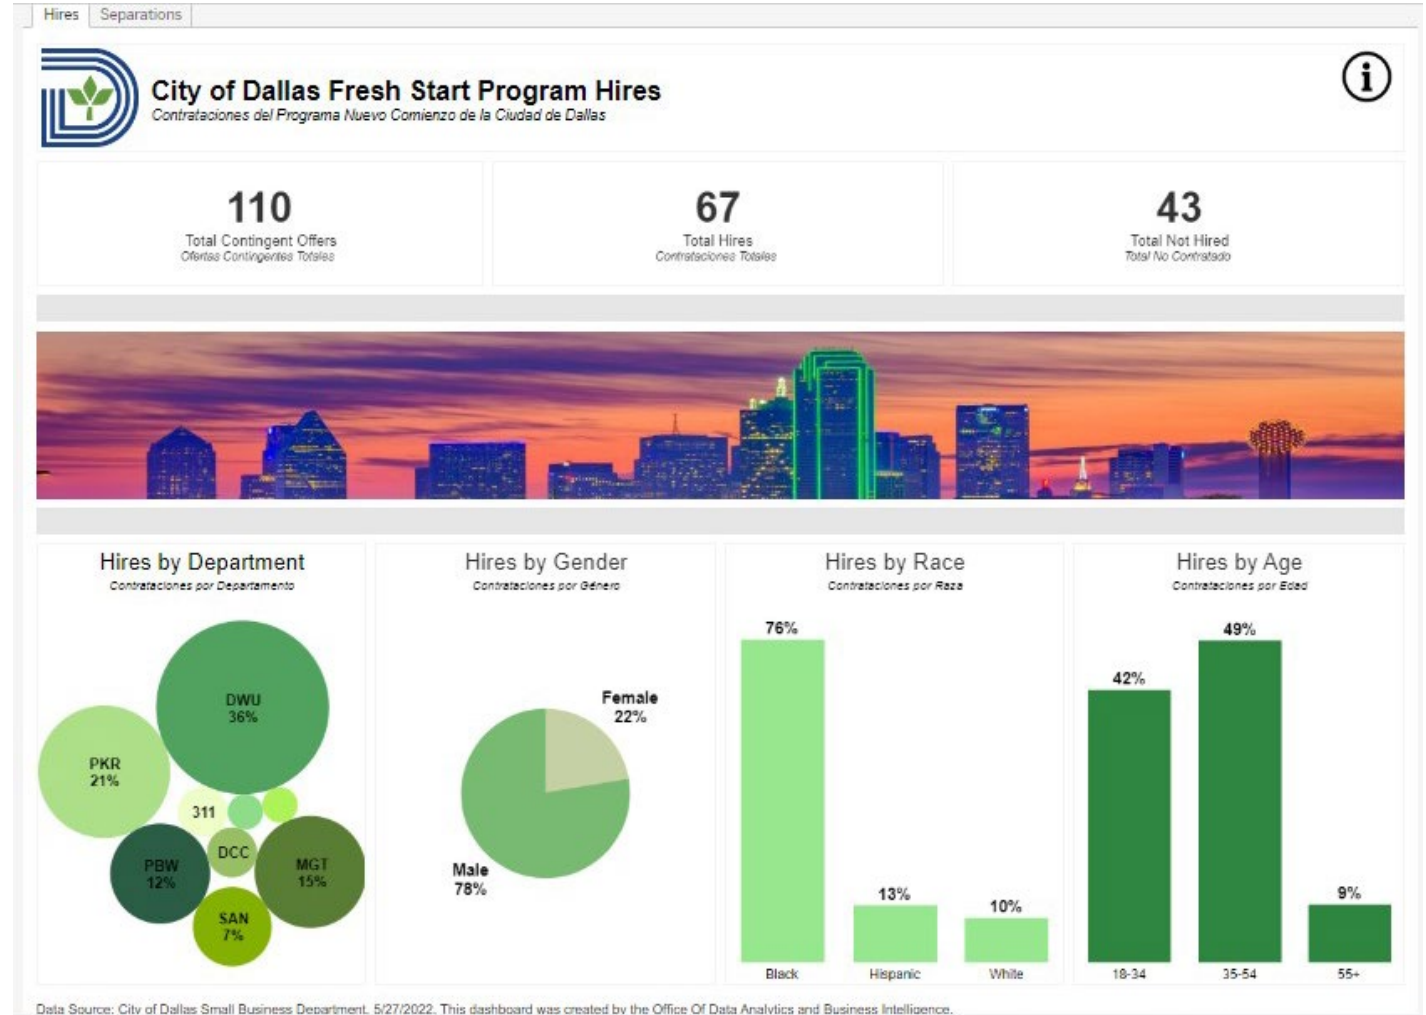 Hires Separations
City of Dallas Fresh Start Program Hires
Contrataciones del Programa Nuevo Comienzo de la Ciudad de Dallas
110
Total Contingent Offers
Ofertas Contingentes Totales
67
Total Hires
Contrataciones Totales
43
Total Not Hired
Total No Contratado
Hires by Department
Contrataciones por Departamento
DWU
36%
PKR
21%
311
DCC
PBW
12%
MGT
15%
SAN
7%
Hires by Gender
Contrataciones por Género
Female
22%
Male
78%
Hires by Race
Contrataciones por Raza
76%
13%
10%
Black Hispanic White
Hires by Age
Contrataciones por Edad
42%
49%
9%
18-34 35-54 55+
Data Source: City of Dallas Small Business Department. 5/27/2022. This dashboard was created by the Office Of Data Analytics and Business Intelligence.